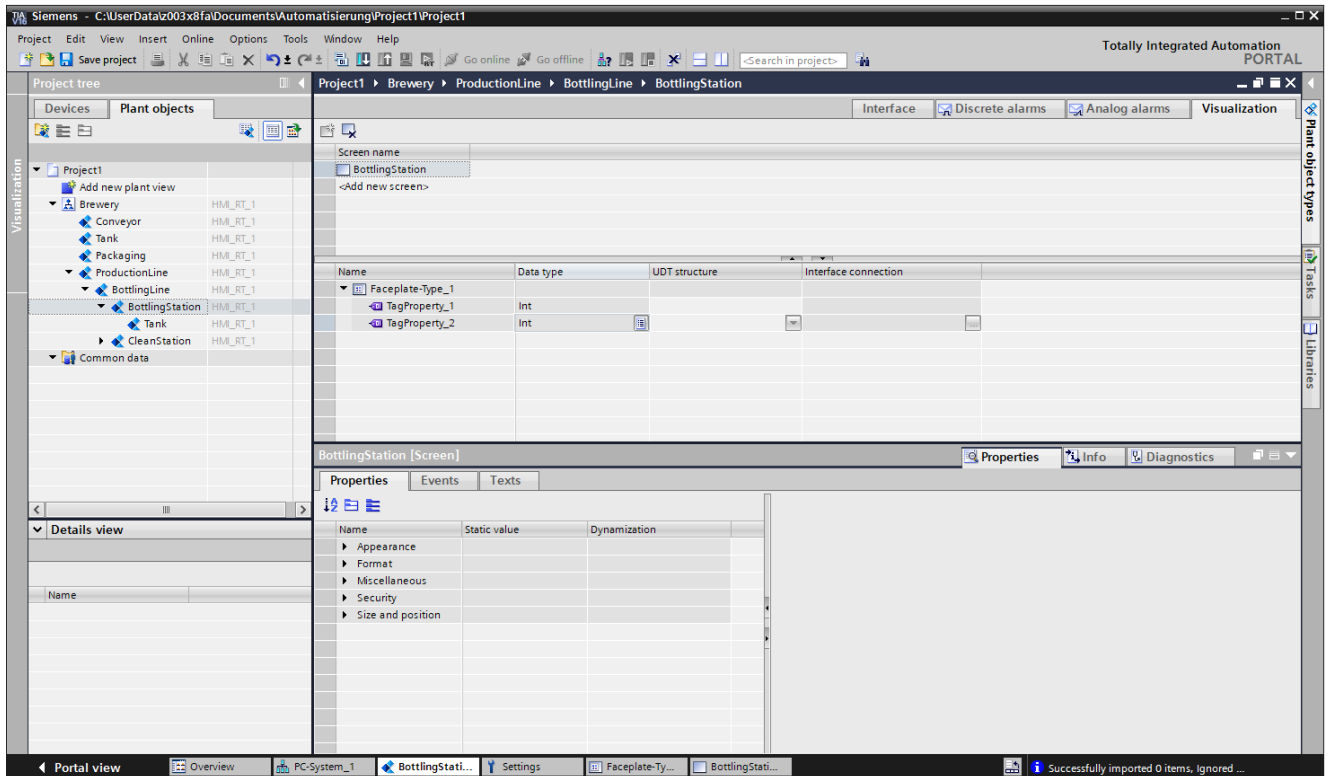 Siemens - C:\UserData\z003x8fa\Documents\Automatisierung\Project1\Project1
Project Edit View Insert Online Options Tools Window Help
Totally Integrated Automation
PORTAL
Save project Go online Go offline <Search in project>
Project tree
Project1 Brewery ProductionLine BottlingLine BottlingStation
Devices Plant objects
Interface Discrete alarms Analog alarms Visualization
Visualization
Screen name
BottlingStation
<Add new screen>
Project1
Add new plant view
Brewery HMI_RT_1
Conveyor HMI_RT_1
Tank HMI_RT_1
Packaging HMI_RT_1
ProductionLine HMI_RT_1
BottlingLine HMI_RT_1
BottlingStation HMI_RT_1
Tank HMI_RT_1
CleanStation HMI_RT_1
Common data
Name Data type UDT structure Interface connection
Faceplate-Type_1
TagProperty_1 Int
TagProperty_2 Int
Plant object types
Tasks
Libraries
BottlingStation [Screen]
Properties Info Diagnostics
Properties Events Texts
Name Static value Dynamization
Appearance
Format
Miscellaneous
Security
Size and position
Details view
Name
Portal view Overview PC-System_1 BottlingStati... Settings Faceplate-Ty... BottlingStati...
Successfully imported 0 items, Ignored ...